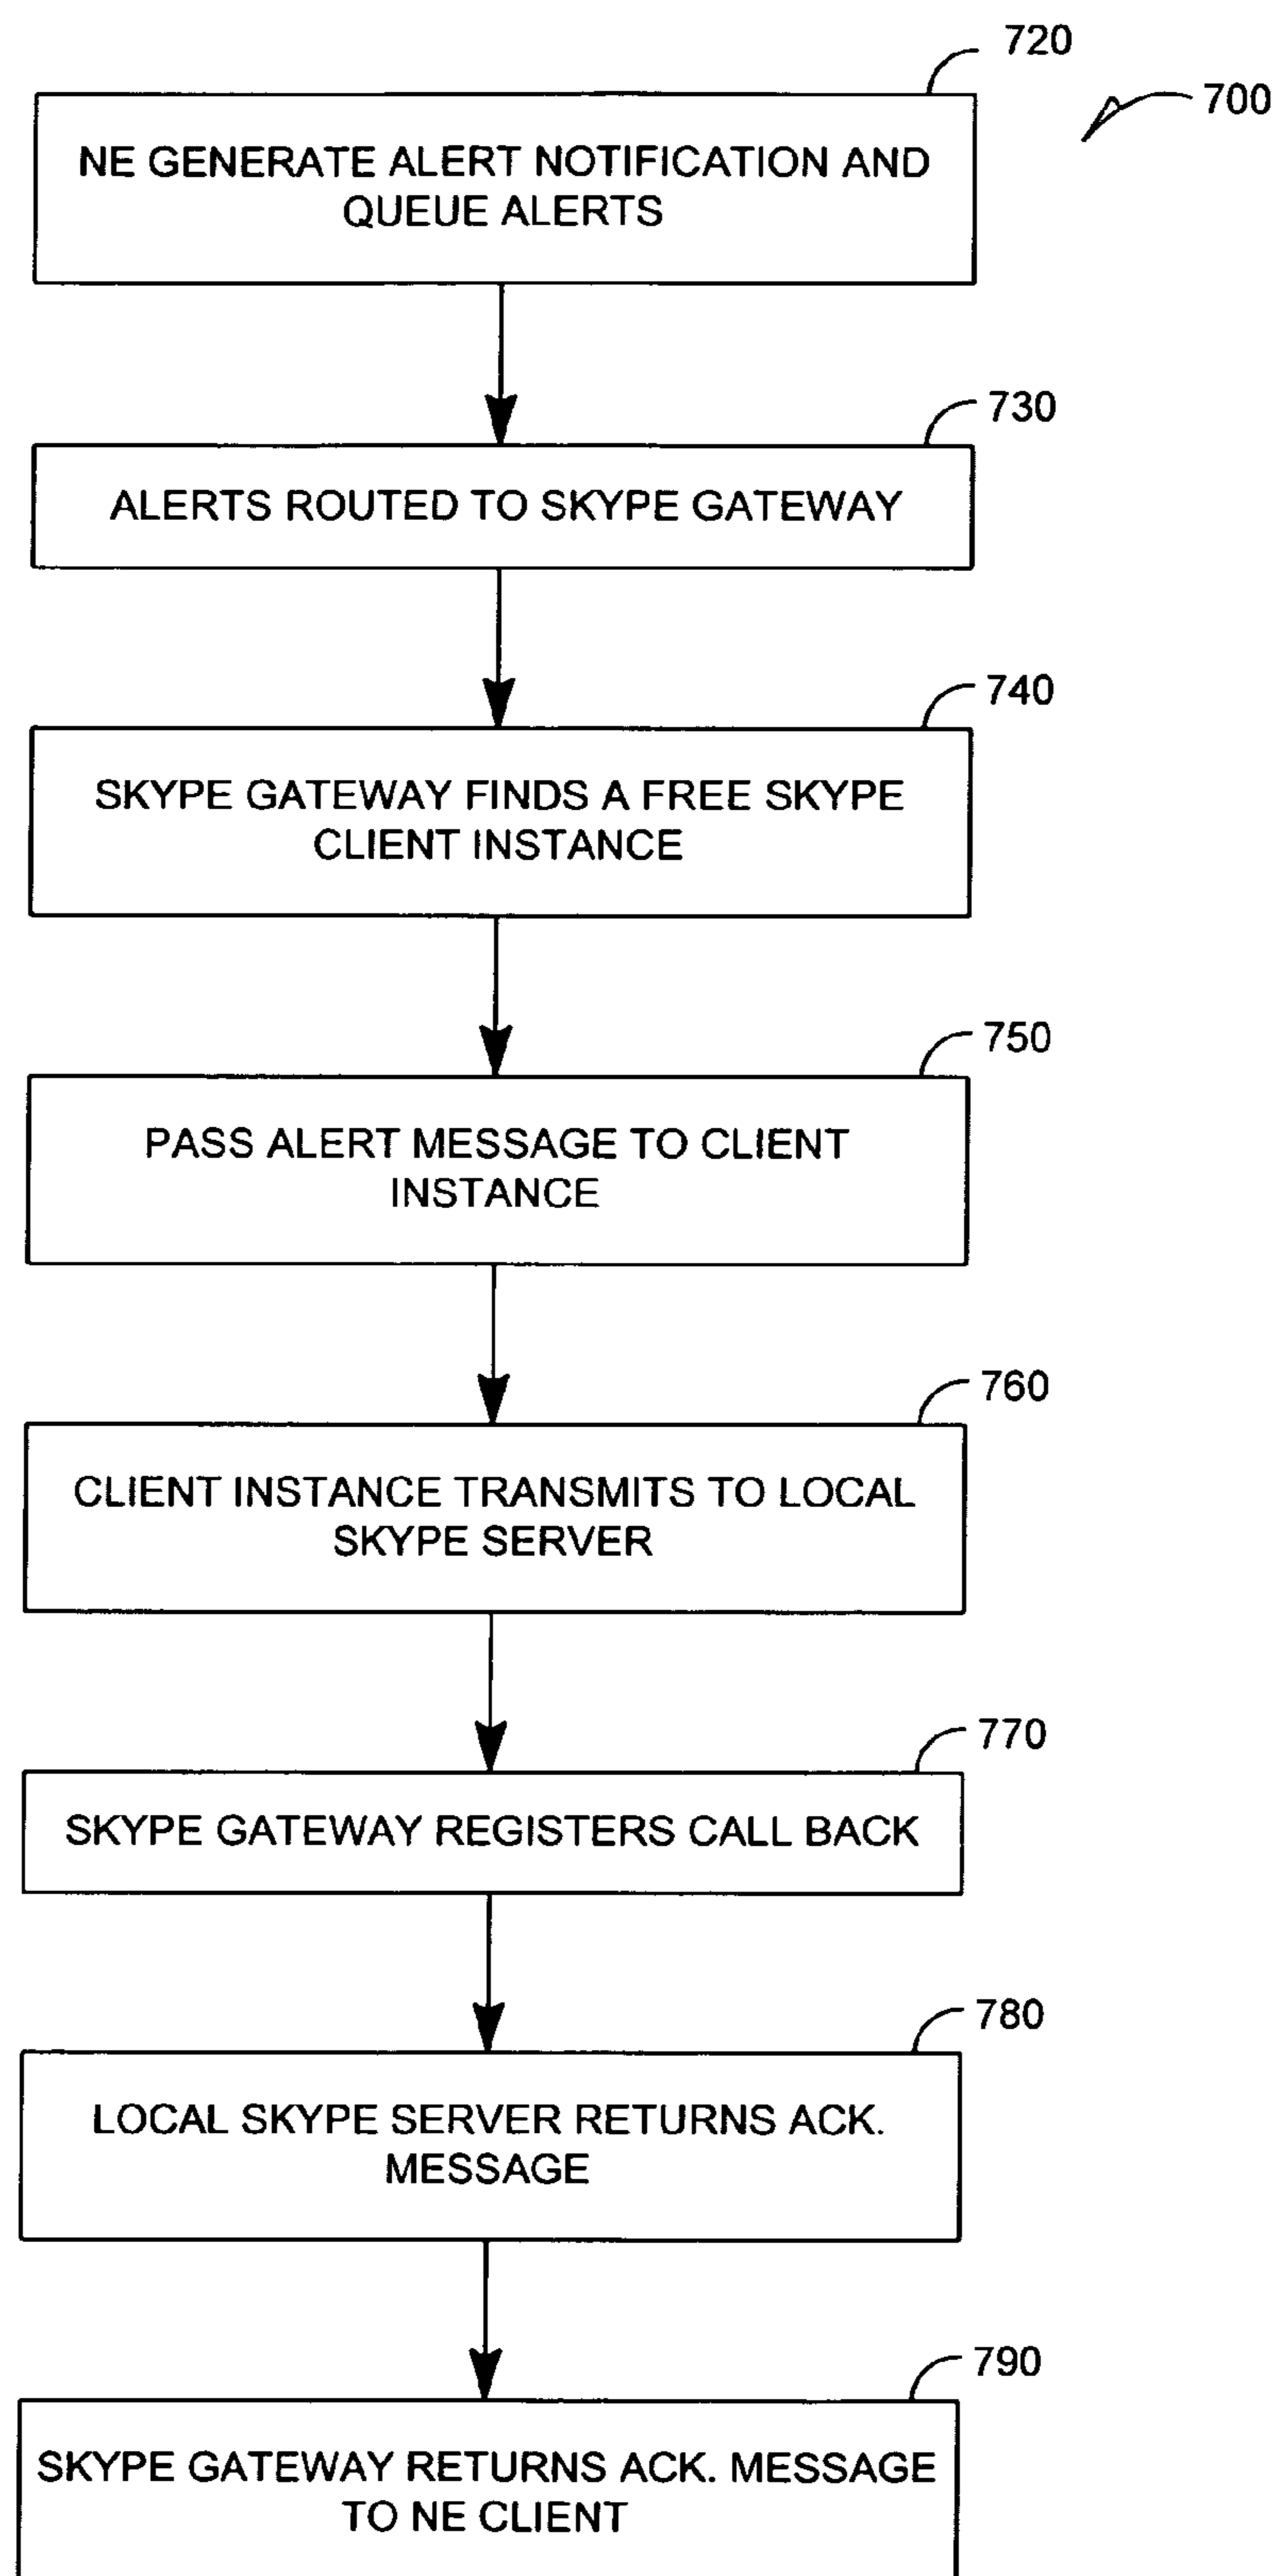 720
700
NE GENERATE ALERT NOTIFICATION AND
QUEUE ALERTS
730
ALERTS ROUTED TO SKYPE GATEWAY
740
SKYPE GATEWAY FINDS A FREE SKYPE
CLIENT INSTANCE
750
PASS ALERT MESSAGE TO CLIENT
INSTANCE
760
CLIENT INSTANCE TRANSMITS TO LOCAL
SKYPE SERVER
770
SKYPE GATEWAY REGISTERS CALL BACK
780
LOCAL SKYPE SERVER RETURNS ACK.
MESSAGE
790
SKYPE GATEWAY RETURNS ACK. MESSAGE
TO NE CLIENT